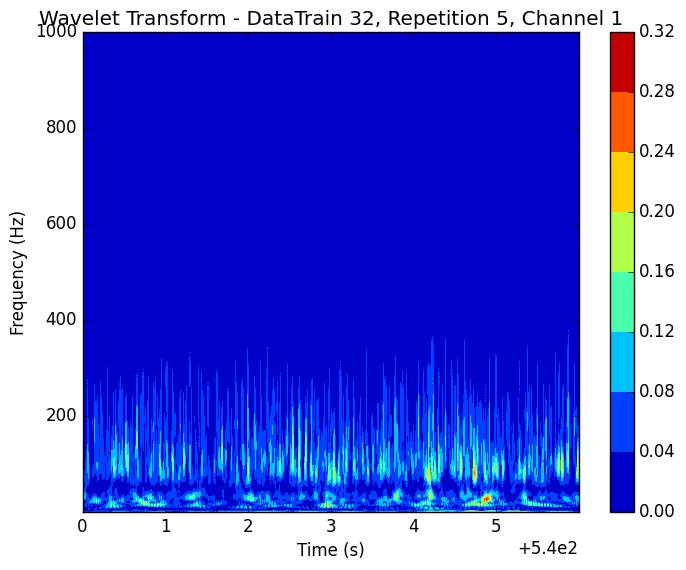 Wavelet Transform - DataTrain 32, Repetition 5, Channel 1
1000
800
600
400
200
Frequency (Hz)
0 1 2 3 4 5
Time (s)
+5.4e2
0.32
0.28
0.24
0.20
0.16
0.12
0.08
0.04
0.00